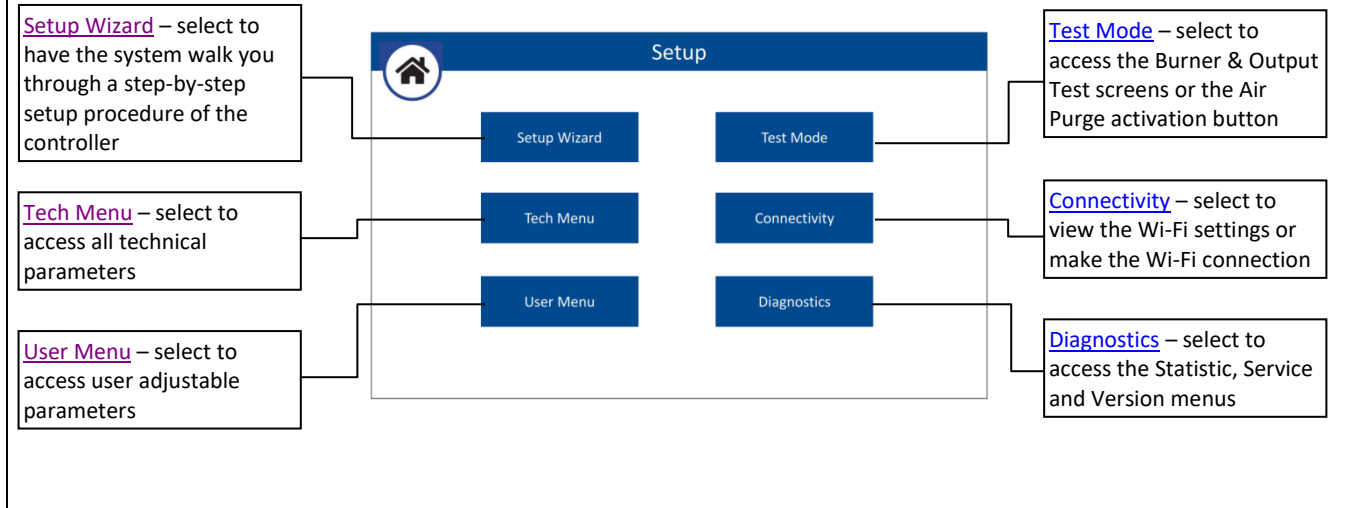 Setup Wizard – select to
have the system walk you
through a step-by-step
setup procedure of the
controller
Tech Menu – select to
access all technical
parameters
User Menu – select to
access user adjustable
parameters
Setup
Setup Wizard
Test Mode
Tech Menu
Connectivity
User Menu
Diagnostics
Test Mode – select to
access the Burner & Output
Test screens or the Air
Purge activation button
Connectivity – select to
view the Wi-Fi settings or
make the Wi-Fi connection
Diagnostics – select to
access the Statistic, Service
and Version menus